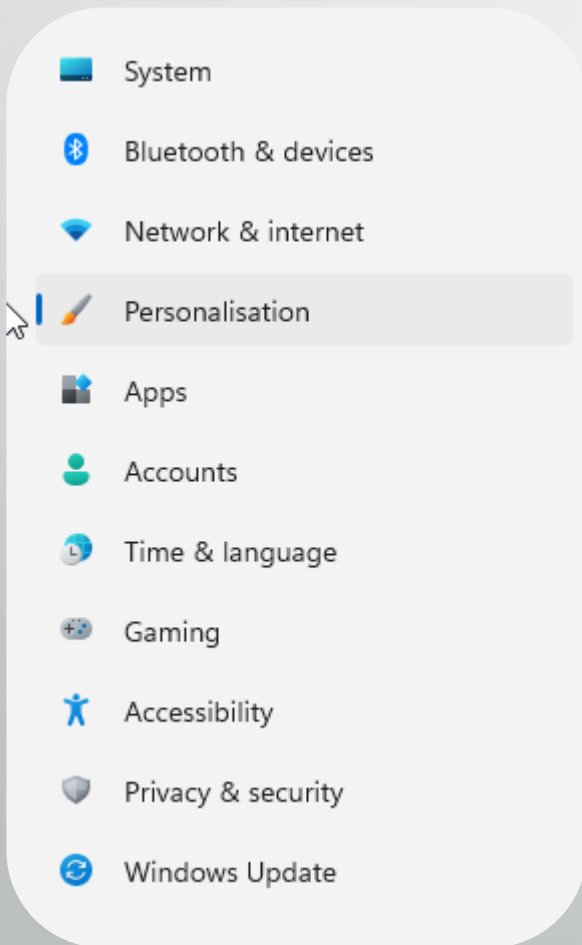 System
Bluetooth & devices
Network & internet
Personalisation
Apps
Accounts
Time & language
Gaming
Accessibility
Privacy & security
Windows Update